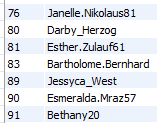 76 Janelle.Nikolaus81
80 Darby_Herzog
81 Esther.Zulauf61
83 Bartholome.Bernhard
89 Jessyca_West
90 Esmeralda.Mraz57
91 Bethany20